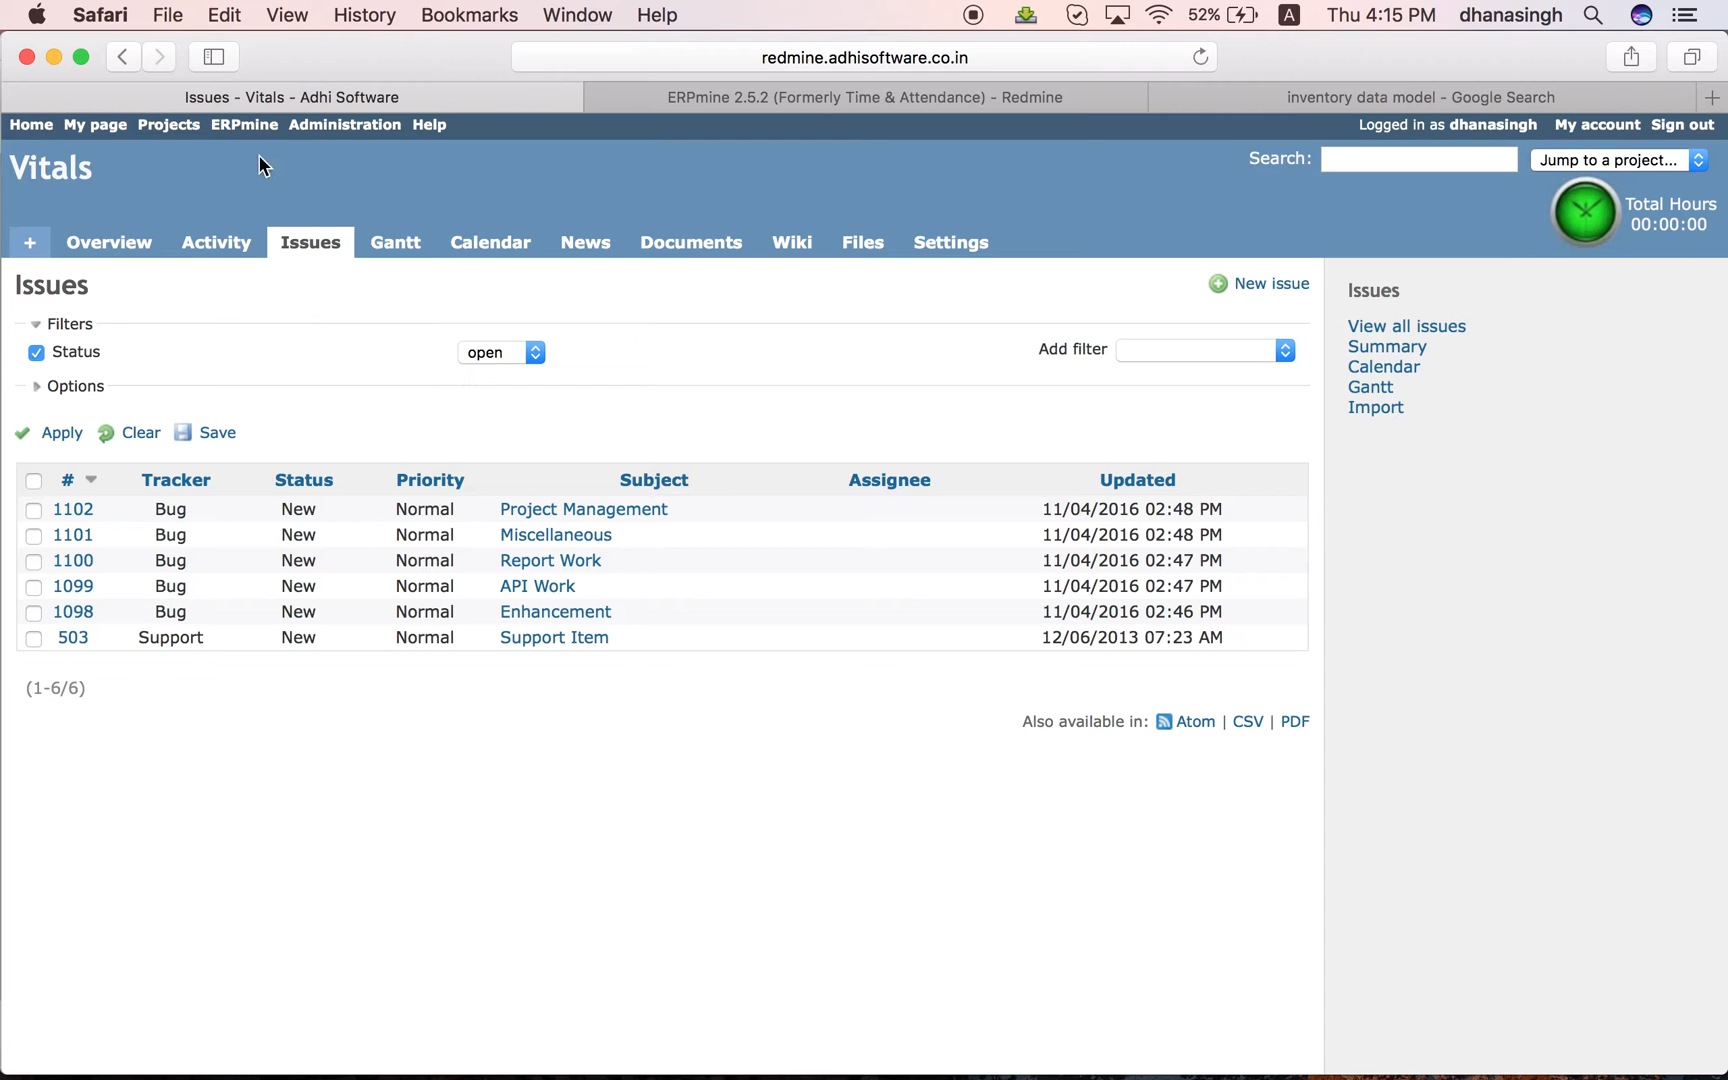 Safari File Edit View History Bookmarks Window Help 52% A Thu 4:15 PM dhanasingh
redmine.adhisoftware.co.in
Issues - Vitals - Adhi Software ERPmine 2.5.2 (Formerly Time & Attendance) - Redmine inventory data model - Google Search +
Home My page Projects ERPmine Administration Help Logged in as dhanasingh My account Sign out
Vitals Search: Jump to a project...
Total Hours
00:00:00
+ Overview Activity Issues Gantt Calendar News Documents Wiki Files Settings
Issues New issue
Filters
Status open Add filter
Options
Apply Clear Save
# Tracker Status Priority Subject Assignee Updated
1102 Bug New Normal Project Management 11/04/2016 02:48 PM
1101 Bug New Normal Miscellaneous 11/04/2016 02:48 PM
1100 Bug New Normal Report Work 11/04/2016 02:47 PM
1099 Bug New Normal API Work 11/04/2016 02:47 PM
1098 Bug New Normal Enhancement 11/04/2016 02:46 PM
503 Support New Normal Support Item 12/06/2013 07:23 AM
(1-6/6)
Also available in: Atom | CSV | PDF
Issues
View all issues
Summary
Calendar
Gantt
Import